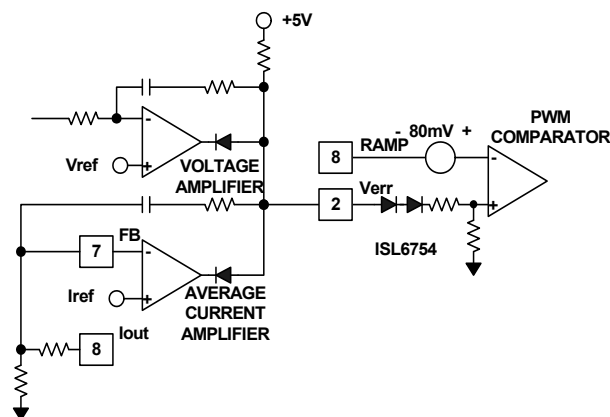 +5V
Vref
VOLTAGE
AMPLIFIER
8
RAMP
- 80mV +
PWM
COMPARATOR
2
Verr
ISL6754
7
FB
Iref
AVERAGE
CURRENT
AMPLIFIER
8
Iout
-
+
-
+
-
+